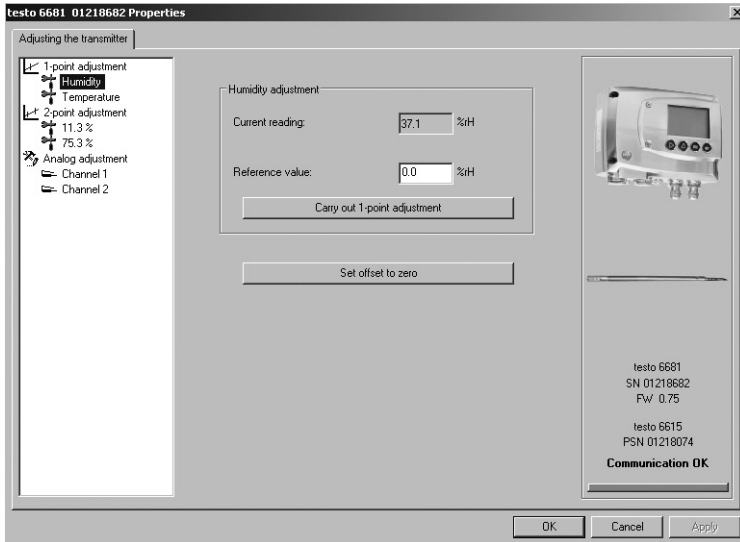 testo 6681 01218682 Properties
Adjusting the transmitter
1-point adjustment
Humidity
Temperature
2-point adjustment
11.3 %
75.3 %
Analog adjustment
Channel 1
Channel 2
Humidity adjustment
Current reading: 37.1 %rH
Reference value: 0.0 %rH
Carry out 1-point adjustment
Set offset to zero
testo 6681
SN 01218682
FW 0.75
testo 6615
PSN 01218074
Communication OK
OK Cancel Apply